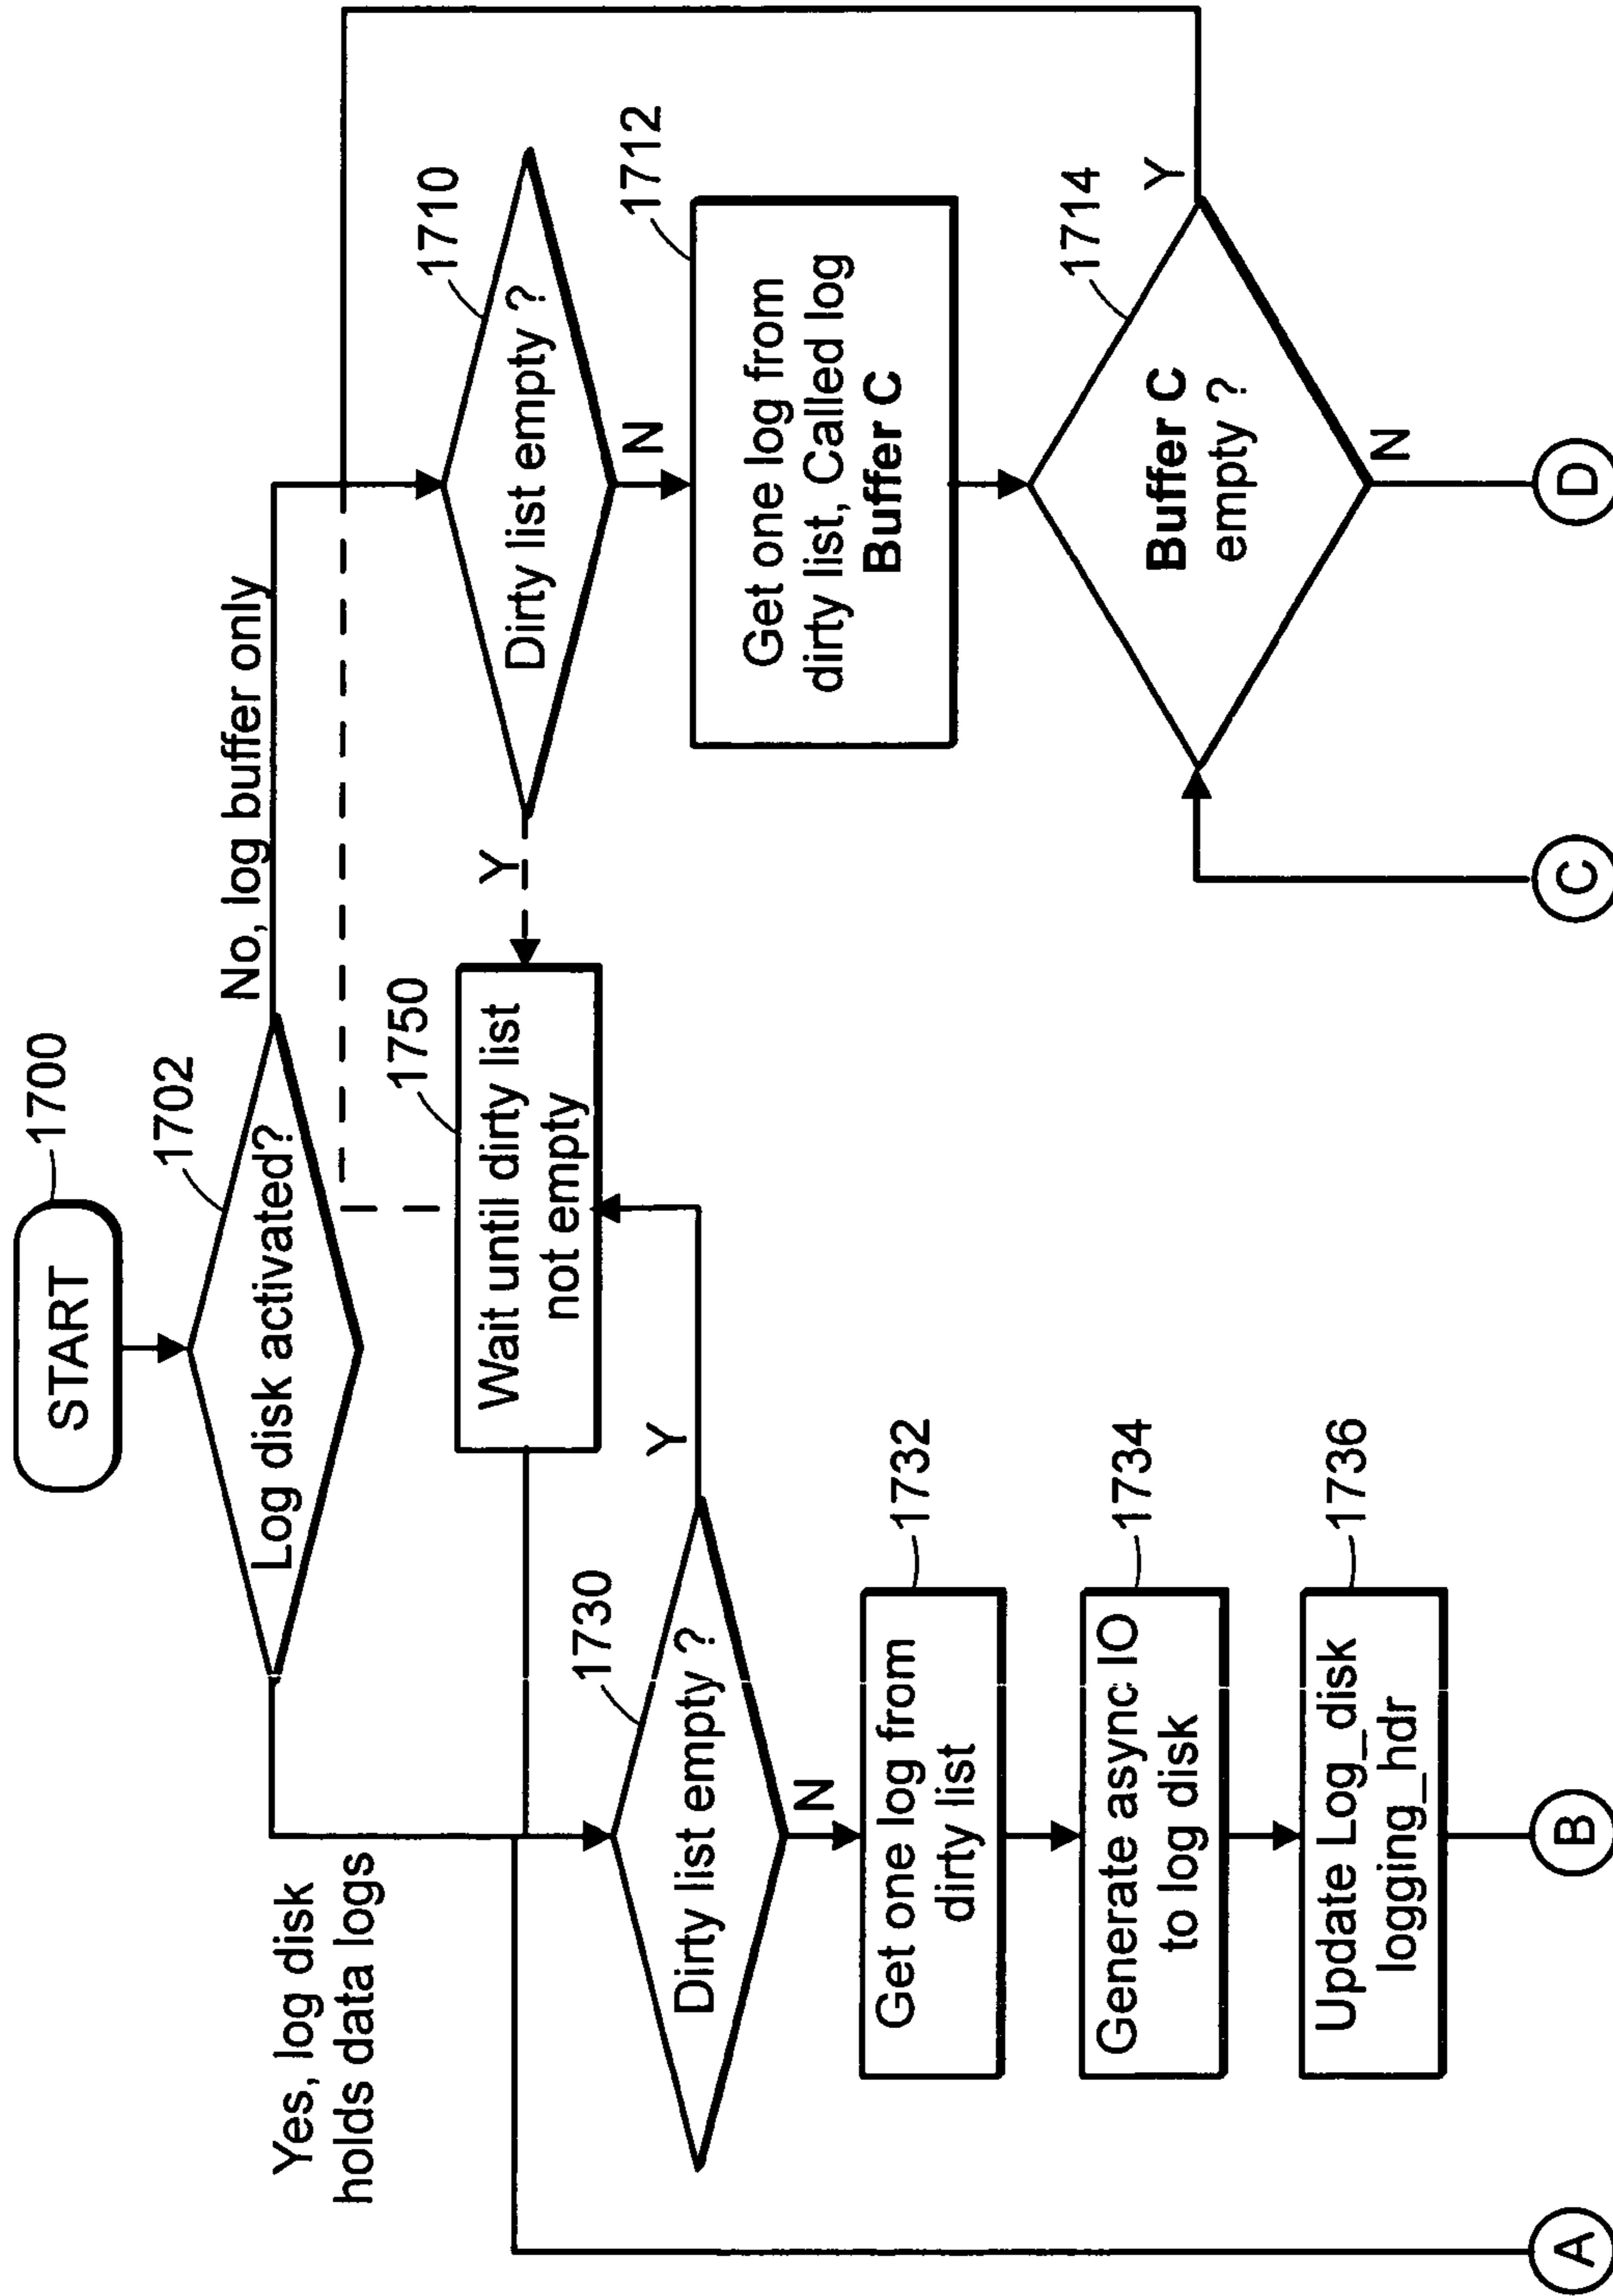 START
1700
1702
Log disk activated?
No, log buffer only
Yes, log disk
holds data logs
1750
Wait until dirty list
not empty
1710
Dirty list empty ?
Y
N
1730
Dirty list empty ?
Y
N
1712
Get one log from
dirty list, Called log
Buffer C
1732
Get one log from
dirty list
1714
Buffer C
empty ?
Y
N
1734
Generate async IO
to log disk
1736
Update Log_disk
logging_hdr
A
B
C
D